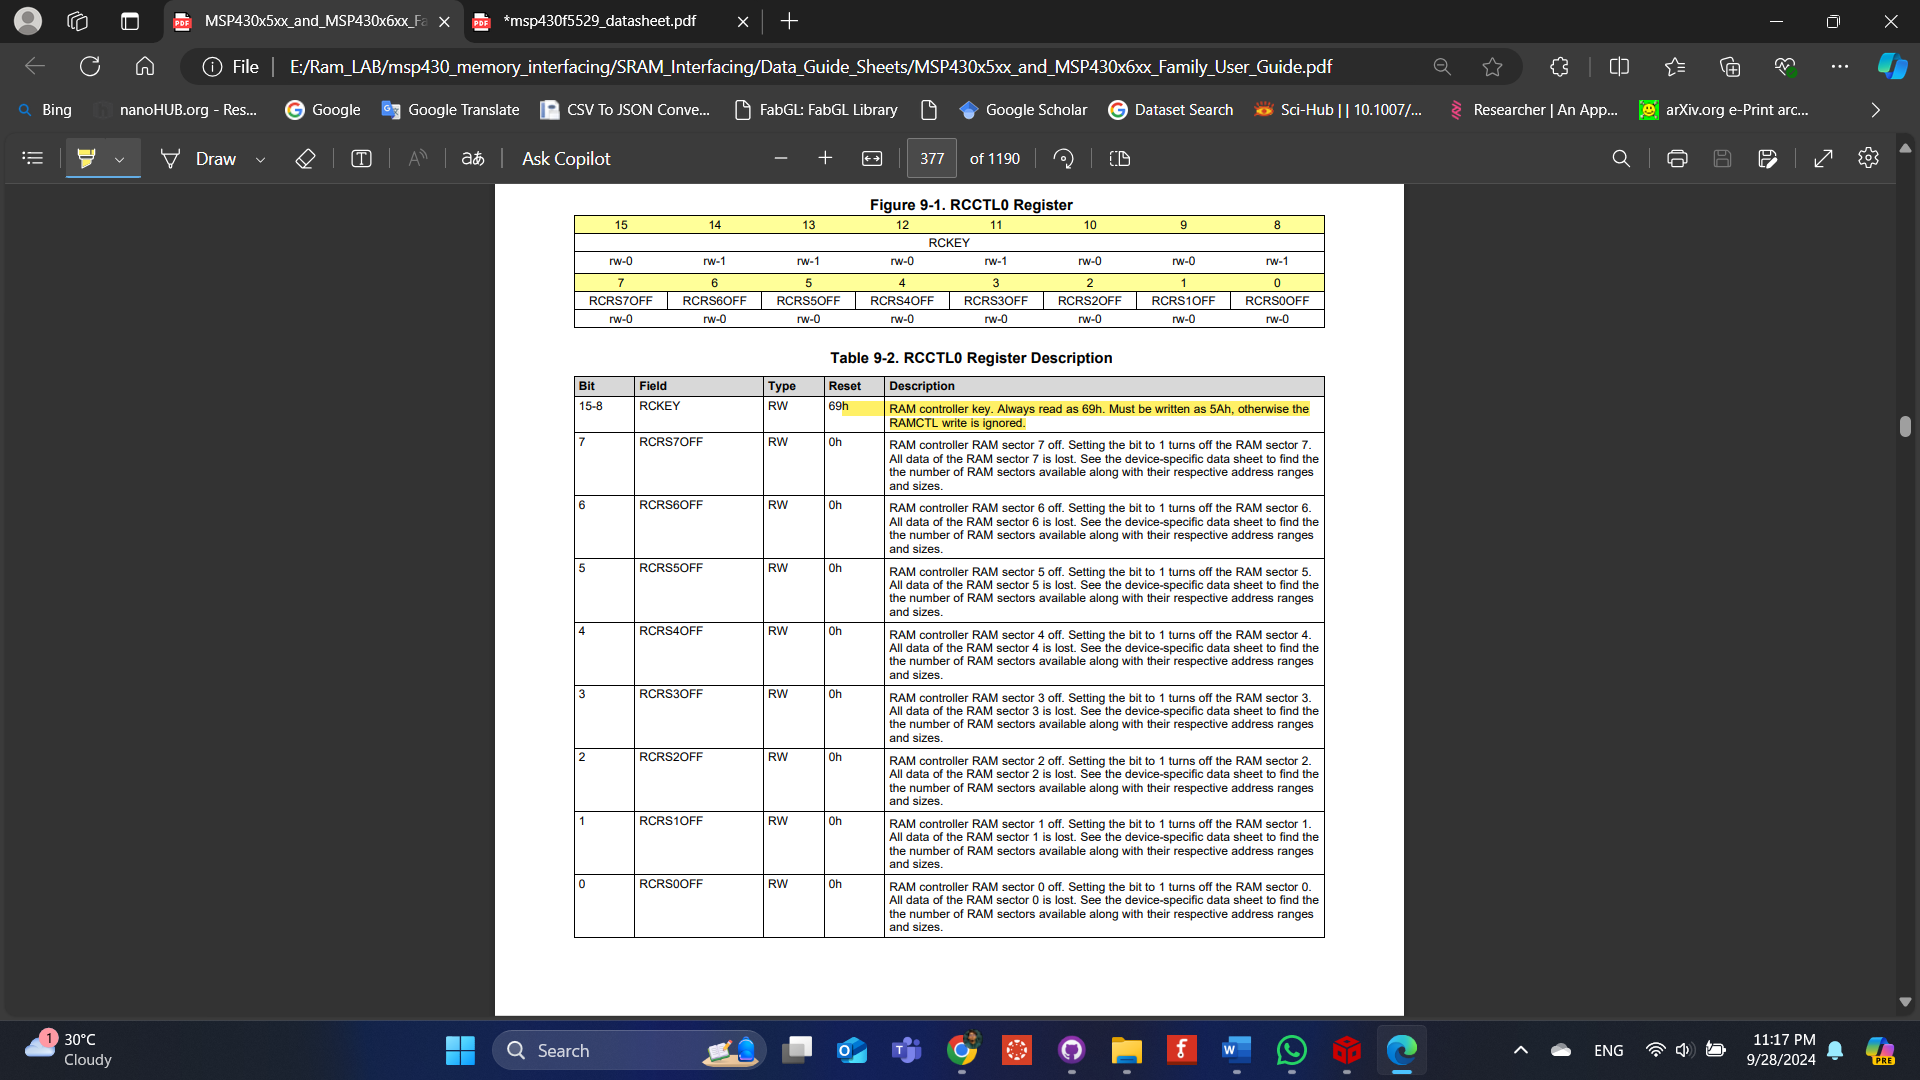 MSP430x5xx_and_MSP430x6xx_Fa
*msp430f5529_datasheet.pdf
File
E:/Ram_LAB/msp430_memory_interfacing/SRAM_Interfacing/Data_Guide_Sheets/MSP430x5xx_and_MSP430x6xx_Family_User_Guide.pdf
Bing
nanoHUB.org - Res...
Google
Google Translate
CSV To JSON Conve...
FabGL: FabGL Library
Google Scholar
Dataset Search
Sci-Hub | | 10.1007/...
Researcher | An App...
arXiv.org e-Print arc...
Draw
Ask Copilot
377 of 1190
Figure 9-1. RCCTL0 Register
15 14 13 12 11 10 9 8
RCKEY
rw-0 rw-1 rw-1 rw-0 rw-1 rw-0 rw-0 rw-1
7 6 5 4 3 2 1 0
RCRS7OFF RCRS6OFF RCRS5OFF RCRS4OFF RCRS3OFF RCRS2OFF RCRS1OFF RCRS0OFF
rw-0 rw-0 rw-0 rw-0 rw-0 rw-0 rw-0 rw-0
Table 9-2. RCCTL0 Register Description
Bit Field Type Reset Description
15-8 RCKEY RW 69h RAM controller key. Always read as 69h. Must be written as 5Ah, otherwise the
RAMCTL write is ignored.
7 RCRS7OFF RW 0h RAM controller RAM sector 7 off. Setting the bit to 1 turns off the RAM sector 7.
All data of the RAM sector 7 is lost. See the device-specific data sheet to find the
the number of RAM sectors available along with their respective address ranges
and sizes.
6 RCRS6OFF RW 0h RAM controller RAM sector 6 off. Setting the bit to 1 turns off the RAM sector 6.
All data of the RAM sector 6 is lost. See the device-specific data sheet to find the
the number of RAM sectors available along with their respective address ranges
and sizes.
5 RCRS5OFF RW 0h RAM controller RAM sector 5 off. Setting the bit to 1 turns off the RAM sector 5.
All data of the RAM sector 5 is lost. See the device-specific data sheet to find the
the number of RAM sectors available along with their respective address ranges
and sizes.
4 RCRS4OFF RW 0h RAM controller RAM sector 4 off. Setting the bit to 1 turns off the RAM sector 4.
All data of the RAM sector 4 is lost. See the device-specific data sheet to find the
the number of RAM sectors available along with their respective address ranges
and sizes.
3 RCRS3OFF RW 0h RAM controller RAM sector 3 off. Setting the bit to 1 turns off the RAM sector 3.
All data of the RAM sector 3 is lost. See the device-specific data sheet to find the
the number of RAM sectors available along with their respective address ranges
and sizes.
2 RCRS2OFF RW 0h RAM controller RAM sector 2 off. Setting the bit to 1 turns off the RAM sector 2.
All data of the RAM sector 2 is lost. See the device-specific data sheet to find the
the number of RAM sectors available along with their respective address ranges
and sizes.
1 RCRS1OFF RW 0h RAM controller RAM sector 1 off. Setting the bit to 1 turns off the RAM sector 1.
All data of the RAM sector 1 is lost. See the device-specific data sheet to find the
the number of RAM sectors available along with their respective address ranges
and sizes.
0 RCRS0OFF RW 0h RAM controller RAM sector 0 off. Setting the bit to 1 turns off the RAM sector 0.
All data of the RAM sector 0 is lost. See the device-specific data sheet to find the
the number of RAM sectors available along with their respective address ranges
and sizes.
1
30°C
Cloudy
Search
ENG
11:17 PM
9/28/2024
PRE